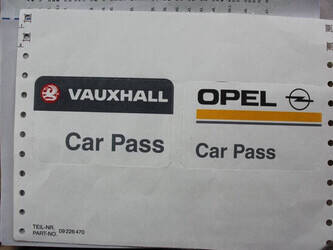 VAUXHALL
Car Pass
OPEL
Car Pass
TEIL-NR.
PART-NO. 09 226 470